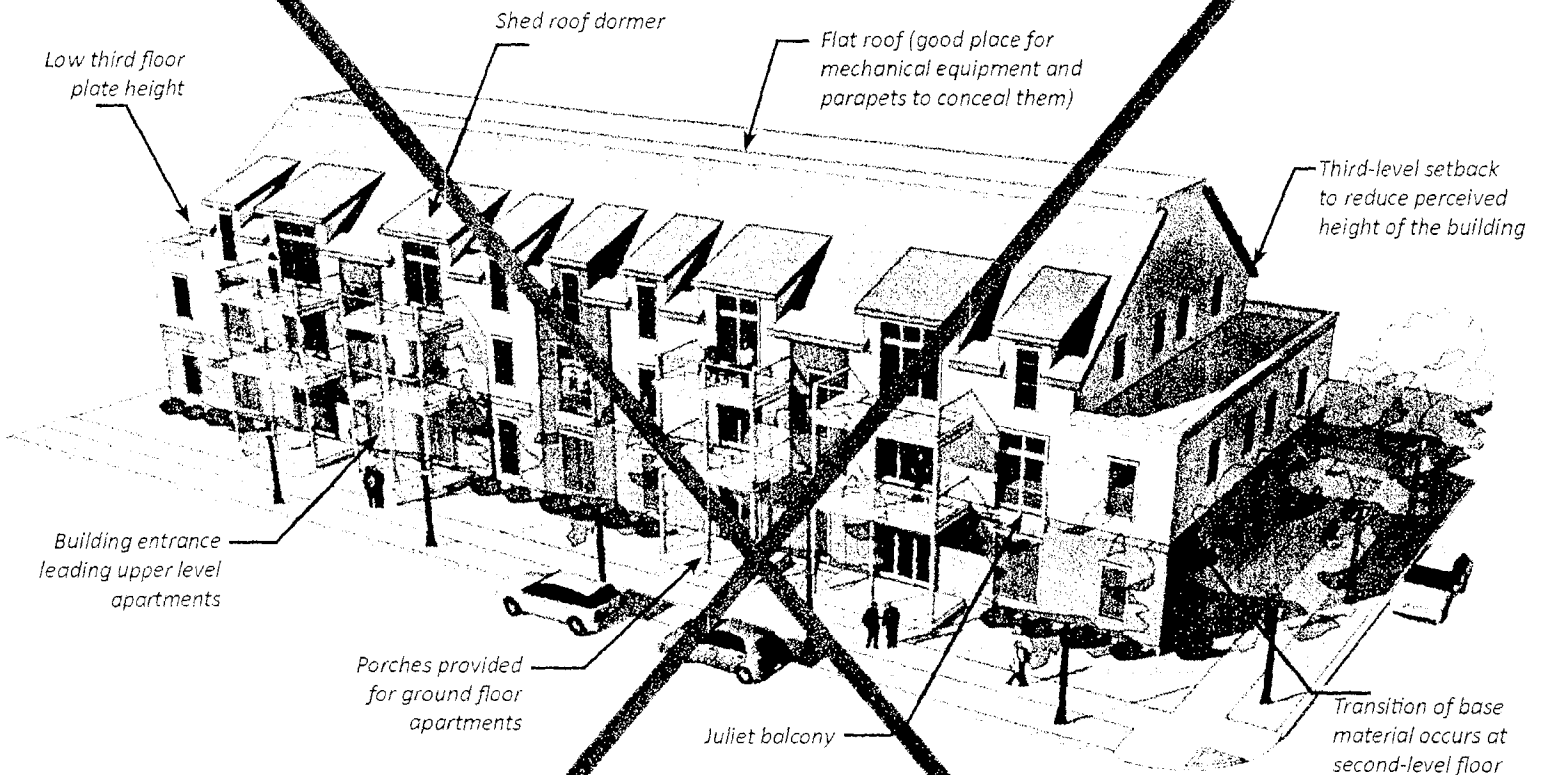 Shed roof dormer
Low third floor
plate height
Flat roof (good place for
mechanical equipment and
parapets to conceal them)
Third-level setback
to reduce perceived
height of the building
Building entrance
leading upper level
apartments
Porches provided
for ground floor
apartments
Juliet balcony
Transition of base
material occurs at
second-level floor